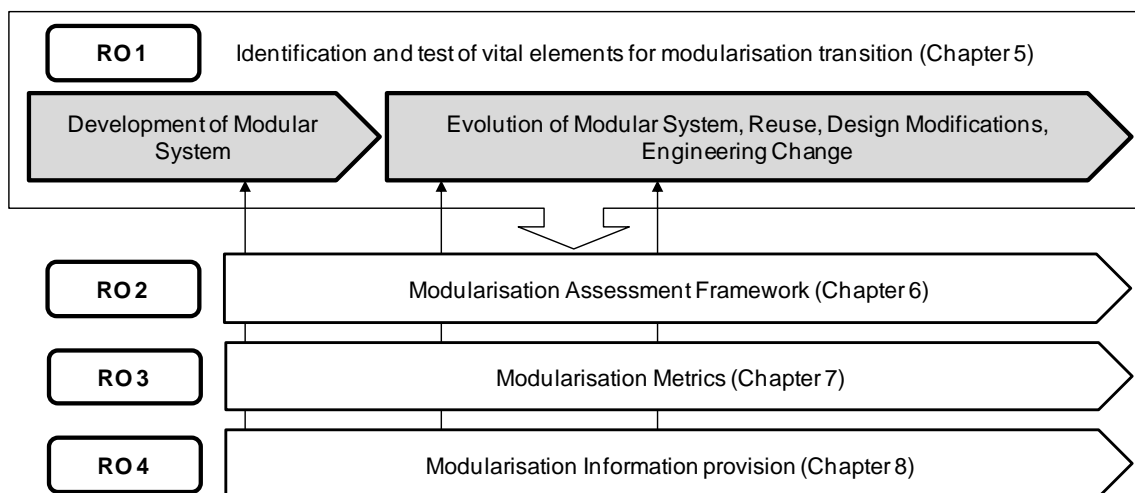 RO1
Identification and test of vital elements for modularisation transition (Chapter 5)
Development of Modular
System
Evolution of Modular System, Reuse, Design Modifications,
Engineering Change
RO2
Modularisation Assessment Framework (Chapter 6)
RO3
Modularisation Metrics (Chapter 7)
RO4
Modularisation Information provision (Chapter 8)